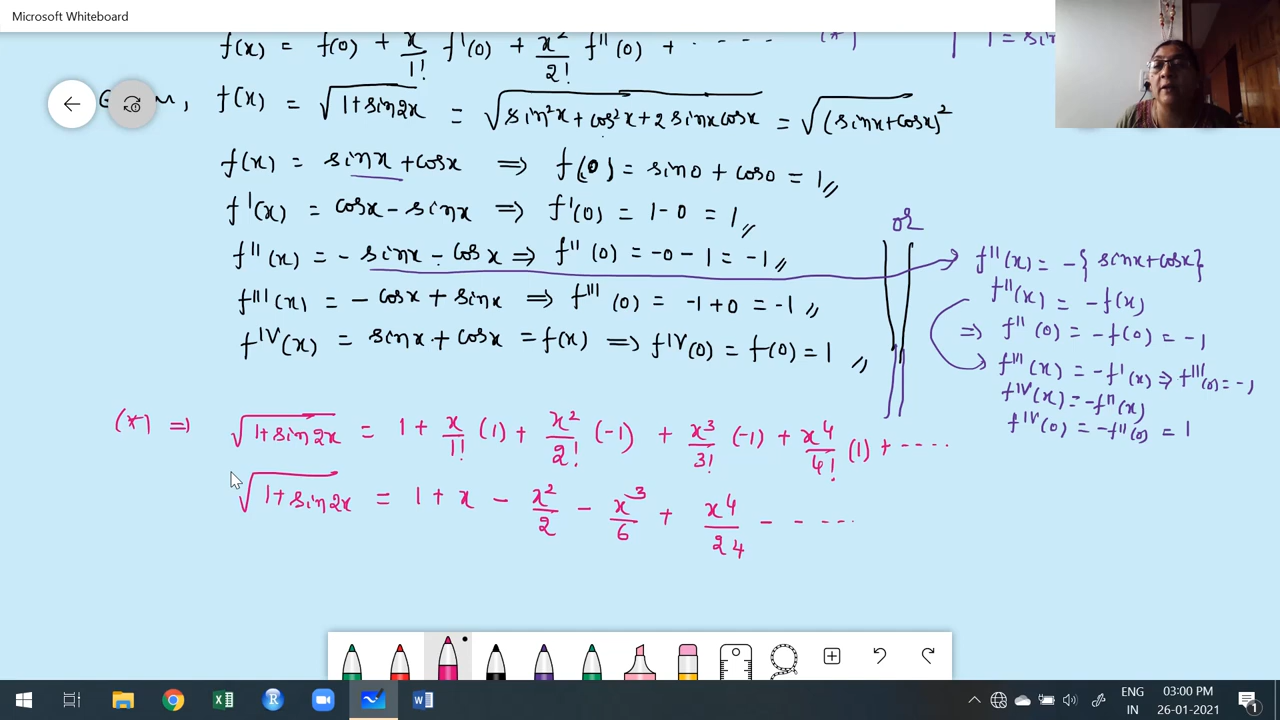 Microsoft Whiteboard
f(x) = f(0) + x/1! f'(0) + x²/2! f''(0) + - - - - (*)
1 = sin
f(x) = √(1+sin2x) = √(sin²x + cos²x + 2 sinx cosx) = √(sinx+cosx)²
f(x) = sinx + cosx ⇒ f(0) = sin0 + cos0 = 1,,
f'(x) = cosx - sinx ⇒ f'(0) = 1-0 = 1,,
f''(x) = - sinx - cosx ⇒ f''(0) = -0 - 1 = -1,,
f'''(x) = - cosx + sinx ⇒ f'''(0) = -1+0 = -1,,
f^IV(x) = sinx + cosx = f(x) ⇒ f^IV(0) = f(0) = 1,,
or
f''(x) = -{sinx+cosx}
f''(x) = -f(x)
⇒ f''(0) = -f(0) = -1
f'''(x) = -f'(x) ⇒ f'''(0) = -1
f^IV(x) = -f''(x)
f^IV(0) = -f''(0) = 1
(*) ⇒ √(1+sin2x) = 1 + x/1! (1) + x²/2! (-1) + x³/3! (-1) + x⁴/4! (1) + ----
√(1+sin2x) = 1 + x - x²/2 - x³/6 + x⁴/24 - - - - -
ENG
03:00 PM
IN
26-01-2021
1